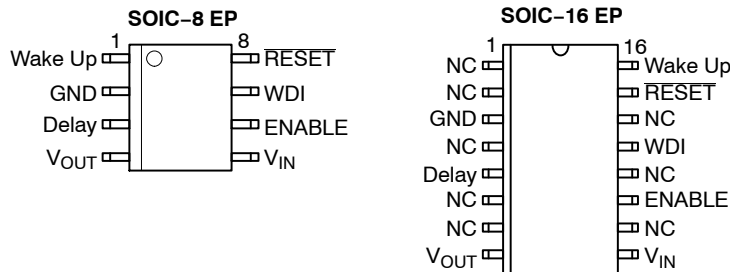 SOIC−8 EP
1 8
Wake Up RESET
GND WDI
Delay ENABLE
VOUT VIN
SOIC−16 EP
1 16
NC Wake Up
NC RESET
GND NC
NC WDI
Delay NC
NC ENABLE
NC NC
VOUT VIN